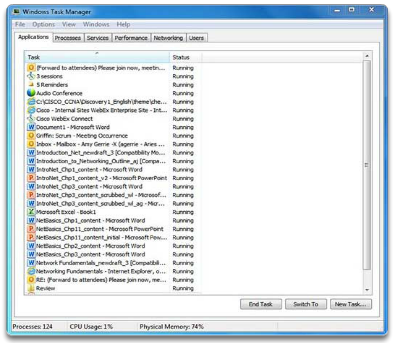 Windows Task Manager
File Options View Windows Help
Applications Processes Services Performance Networking Users
Task Status
(Forward to attendees) Please join now, meetin... Running
3 sessions Running
5 Reminders Running
Audio Conference Running
C:\CISCO_CCNA\Discovery1_English\theme\the... Running
Cisco - Internal Sites WebEx Enterprise Site - Int... Running
Cisco WebEx Connect Running
Document1 - Microsoft Word Running
Griffin: Scrum - Meeting Occurrence Running
Inbox - Mailbox - Amy Gerrie -X (agerrie - Aries ... Running
Introduction_Net_newdraft_3 [Compatibility Mo... Running
Introduction_to_Networking_Outline_aj [Compa... Running
IntroNet_Chp1_content - Microsoft Word Running
IntroNet_Chp1_content_v2 - Microsoft PowerPoint Running
IntroNet_Chp3_content - Microsoft Word Running
IntroNet_Chp3_content_scrubbed_wl - Microsof... Running
IntroNet_Chp3_content_scrubbed_wl_ag - Micr... Running
Microsoft Excel - Book1 Running
NetBasics_Chp1_content - Microsoft Word Running
NetBasics_Chp11_content - Microsoft PowerPoint Running
NetBasics_Chp11_content_initial - Microsoft Pow... Running
NetBasics_Chp2_content - Microsoft Word Running
NetBasics_Chp3_content - Microsoft Word Running
Network Fundamentals_newdraft_3 [Compatibili... Running
Networking Fundamentals - Internet Explorer, o... Running
RE: (Forward to attendees) Please join now, me... Running
Review Running
End Task Switch To New Task...
Processes: 124 CPU Usage: 1% Physical Memory: 74%